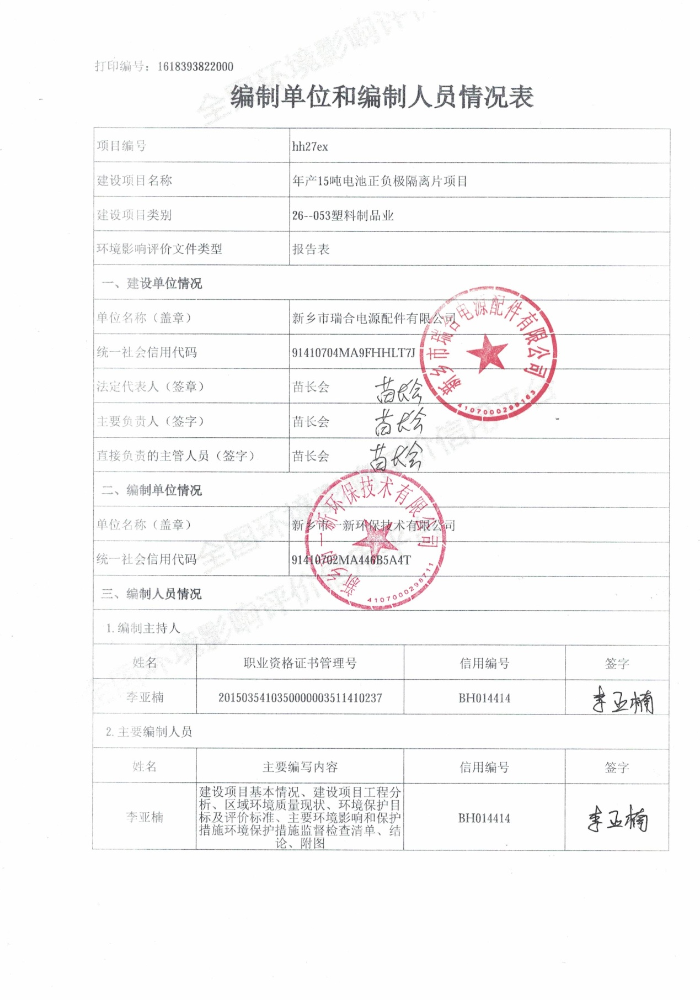 打印编号：1618393822000
编制单位和编制人员情况表
项目编号 hh27ex
建设项目名称 年产15吨电池正负极隔离片项目
建设项目类别 26--053塑料制品业
环境影响评价文件类型 报告表
一、建设单位情况
单位名称（盖章） 新乡市瑞合电源配件有限公司
统一社会信用代码 91410704MA9FHHLT7J
法定代表人（签章） 苗长会 苗长会
主要负责人（签字） 苗长会 苗长会
直接负责的主管人员（签字） 苗长会 苗长会
新乡市瑞合电源配件有限公司
4107000299163
二、编制单位情况
单位名称（盖章） 新乡市一新环保技术有限公司
统一社会信用代码 91410702MA446B5A4T
新乡市一新环保技术有限公司
4107000298711
三、编制人员情况
1.编制主持人
姓名 职业资格证书管理号 信用编号 签字
李亚楠 2015035410350000003511410237 BH014414 李亚楠
2.主要编制人员
姓名 主要编写内容 信用编号 签字
李亚楠 BH014414 李亚楠
建设项目基本情况、建设项目工程分
析、区域环境质量现状、环境保护目
标及评价标准、主要环境影响和保护
措施环境保护措施监督检查清单、结
论、附图